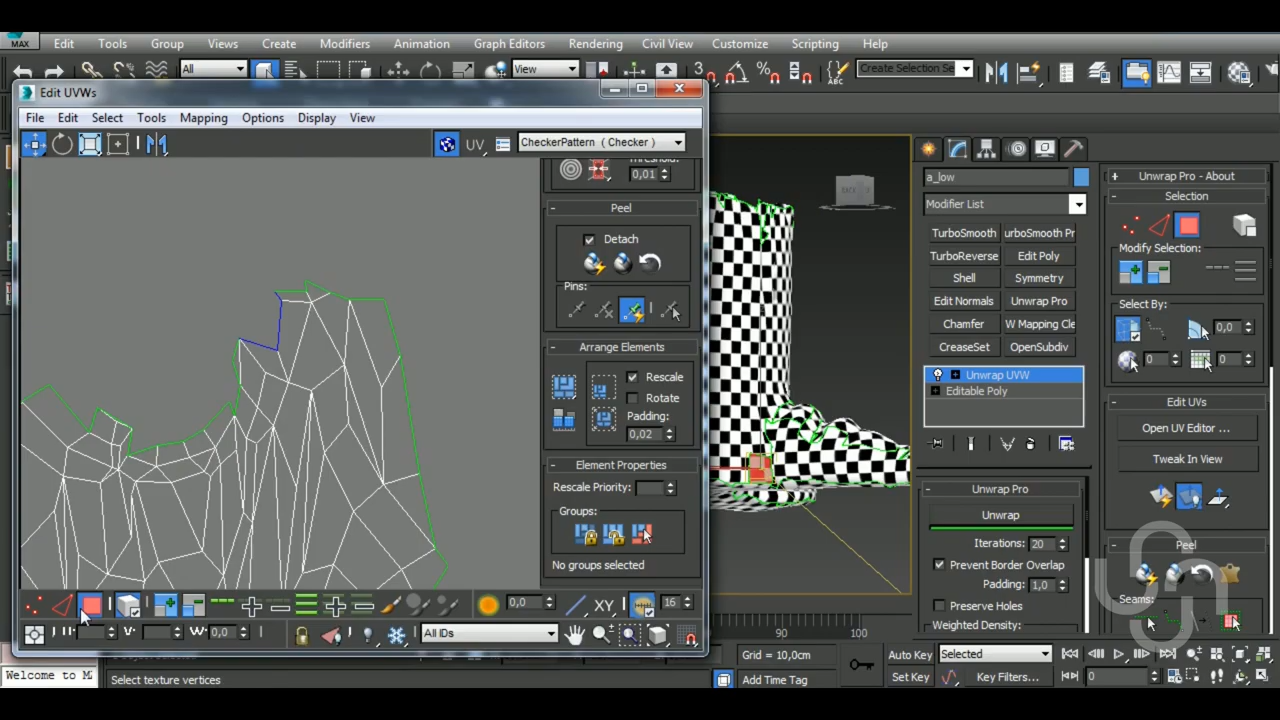 MAX
Edit Tools Group Views Create Modifiers Animation Graph Editors Rendering Civil View Customize Scripting Help
All View Create Selection Se
Edit UVWs
File Edit Select Tools Mapping Options Display View
UV CheckerPattern ( Checker )
0,01
Peel
Detach
Pins:
Arrange Elements
Rescale
Rotate
Padding:
0,02
Element Properties
Rescale Priority:
Groups:
No groups selected
0,0 XY 16
V: W: 0,0 All IDs
BACK
a_low
Modifier List
TurboSmooth urboSmooth Pr
TurboReverse Edit Poly
Shell Symmetry
Edit Normals Unwrap Pro
Chamfer W Mapping Cle
CreaseSet OpenSubdiv
Unwrap UVW
Editable Poly
Unwrap Pro
Unwrap
Iterations: 20
Prevent Border Overlap
Padding: 1,0
Preserve Holes
Weighted Density:
Unwrap Pro - About
Selection
Modify Selection:
Select By:
0,0
0 0
Edit UVs
Open UV Editor ...
Tweak In View
Peel
Seams:
90 100
Welcome to M
Select texture vertices
Grid = 10,0cm
Add Time Tag
Auto Key Selected
Set Key Key Filters... 0